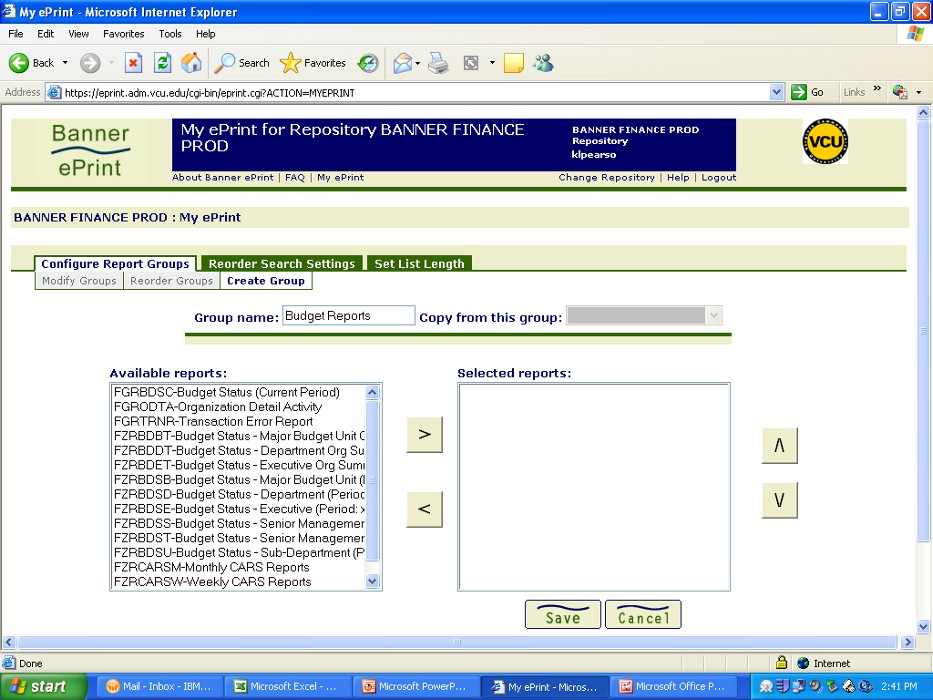 My ePrint - Microsoft Internet Explorer
File Edit View Favorites Tools Help
Back Search Favorites
Address https://eprint.adm.vcu.edu/cgi-bin/eprint.cgi?ACTION=MYEPRINT Go Links »
Banner
ePrint
My ePrint for Repository BANNER FINANCE
PROD
BANNER FINANCE PROD
Repository
klpearso
VCU
About Banner ePrint | FAQ | My ePrint
Change Repository | Help | Logout
BANNER FINANCE PROD : My ePrint
Configure Report Groups Reorder Search Settings Set List Length
Modify Groups Reorder Groups Create Group
Group name: Budget Reports Copy from this group:
Available reports:
FGRBDSC-Budget Status (Current Period)
FGRODTA-Organization Detail Activity
FGRTRNR-Transaction Error Report
FZRBDBT-Budget Status - Major Budget Unit C
FZRBDDT-Budget Status - Department Org Su
FZRBDET-Budget Status - Executive Org Sum
FZRBDSB-Budget Status - Major Budget Unit (
FZRBDSD-Budget Status - Department (Perioc
FZRBDSE-Budget Status - Executive (Period: x
FZRBDSS-Budget Status - Senior Managemer
FZRBDST-Budget Status - Senior Managemer
FZRBDSU-Budget Status - Sub-Department (P
FZRCARSM-Monthly CARS Reports
FZRCARSW-Weekly CARS Reports
>
<
Selected reports:
/\
\/
Save Cancel
Done Internet
start Mail - Inbox - IBM... Microsoft Excel - ... Microsoft PowerP... My ePrint - Micros... Microsoft Office P... 2:41 PM